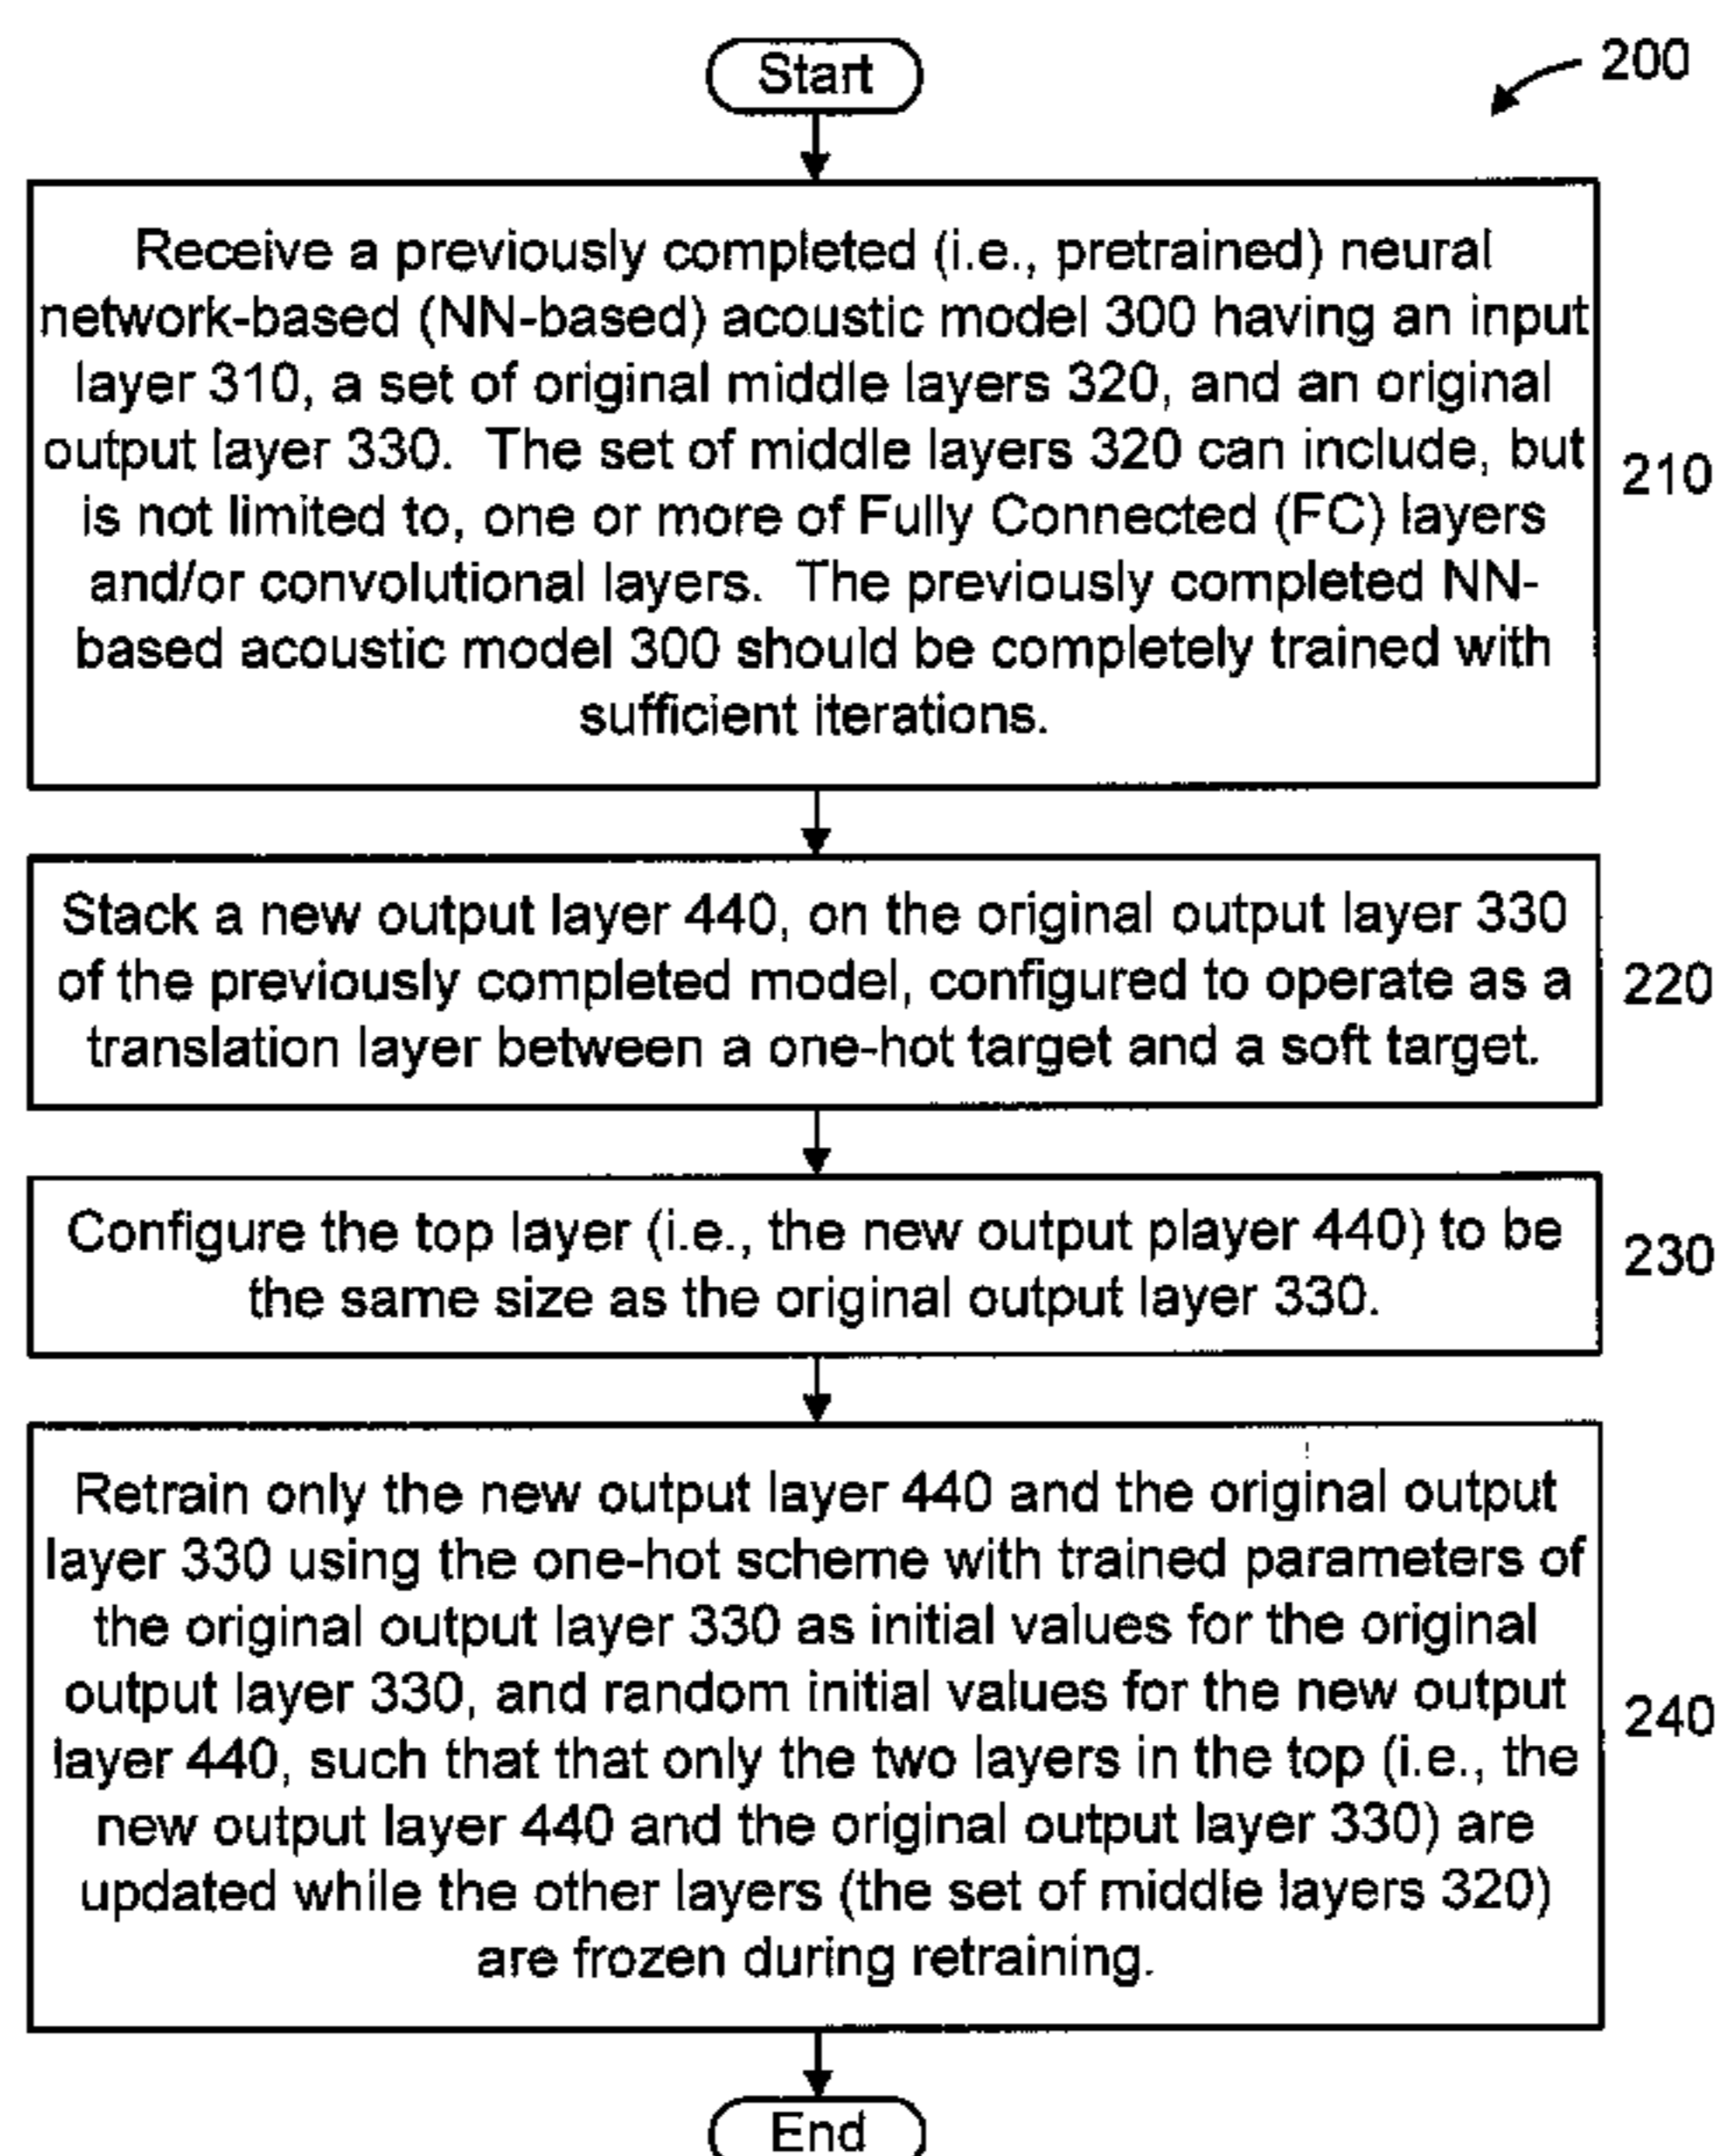 Start
200
Receive a previously completed (i.e., pretrained) neural
network-based (NN-based) acoustic model 300 having an input
layer 310, a set of original middle layers 320, and an original
output layer 330. The set of middle layers 320 can include, but
is not limited to, one or more of Fully Connected (FC) layers
and/or convolutional layers. The previously completed NN-
based acoustic model 300 should be completely trained with
sufficient iterations.
210
Stack a new output layer 440, on the original output layer 330
of the previously completed model, configured to operate as a
translation layer between a one-hot target and a soft target.
220
Configure the top layer (i.e., the new output player 440) to be
the same size as the original output layer 330.
230
Retrain only the new output layer 440 and the original output
layer 330 using the one-hot scheme with trained parameters of
the original output layer 330 as initial values for the original
output layer 330, and random initial values for the new output
layer 440, such that that only the two layers in the top (i.e., the
new output layer 440 and the original output layer 330) are
updated while the other layers (the set of middle layers 320)
are frozen during retraining.
240
End